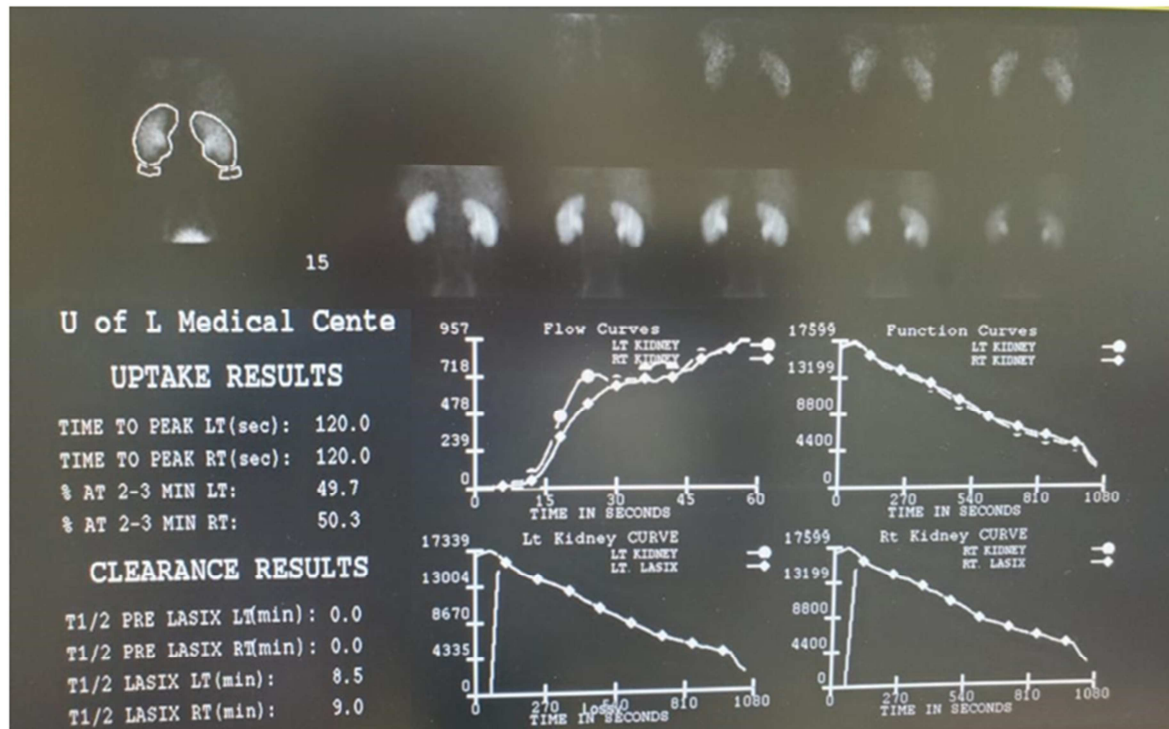 15
U of L Medical Cente
UPTAKE RESULTS
TIME TO PEAK LT(sec): 120.0
TIME TO PEAK RT(sec): 120.0
% AT 2-3 MIN LT: 49.7
% AT 2-3 MIN RT: 50.3
CLEARANCE RESULTS
T1/2 PRE LASIX LT(min): 0.0
T1/2 PRE LASIX RT(min): 0.0
T1/2 LASIX LT(min): 8.5
T1/2 LASIX RT(min): 9.0
Flow Curves
LT KIDNEY
RT KIDNEY
957
718
478
239
0
0 15 30 45 60
TIME IN SECONDS
Function Curves
LT KIDNEY
RT KIDNEY
17599
13199
8800
4400
0
0 270 540 810 1080
TIME IN SECONDS
Lt Kidney CURVE
LT KIDNEY
LT. LASIX
17339
13004
8670
4335
0
0 270 540 810 1080
TIME IN SECONDS
Lossy
Rt Kidney CURVE
RT KIDNEY
RT. LASIX
17599
13199
8800
4400
0
0 270 540 810 1080
TIME IN SECONDS